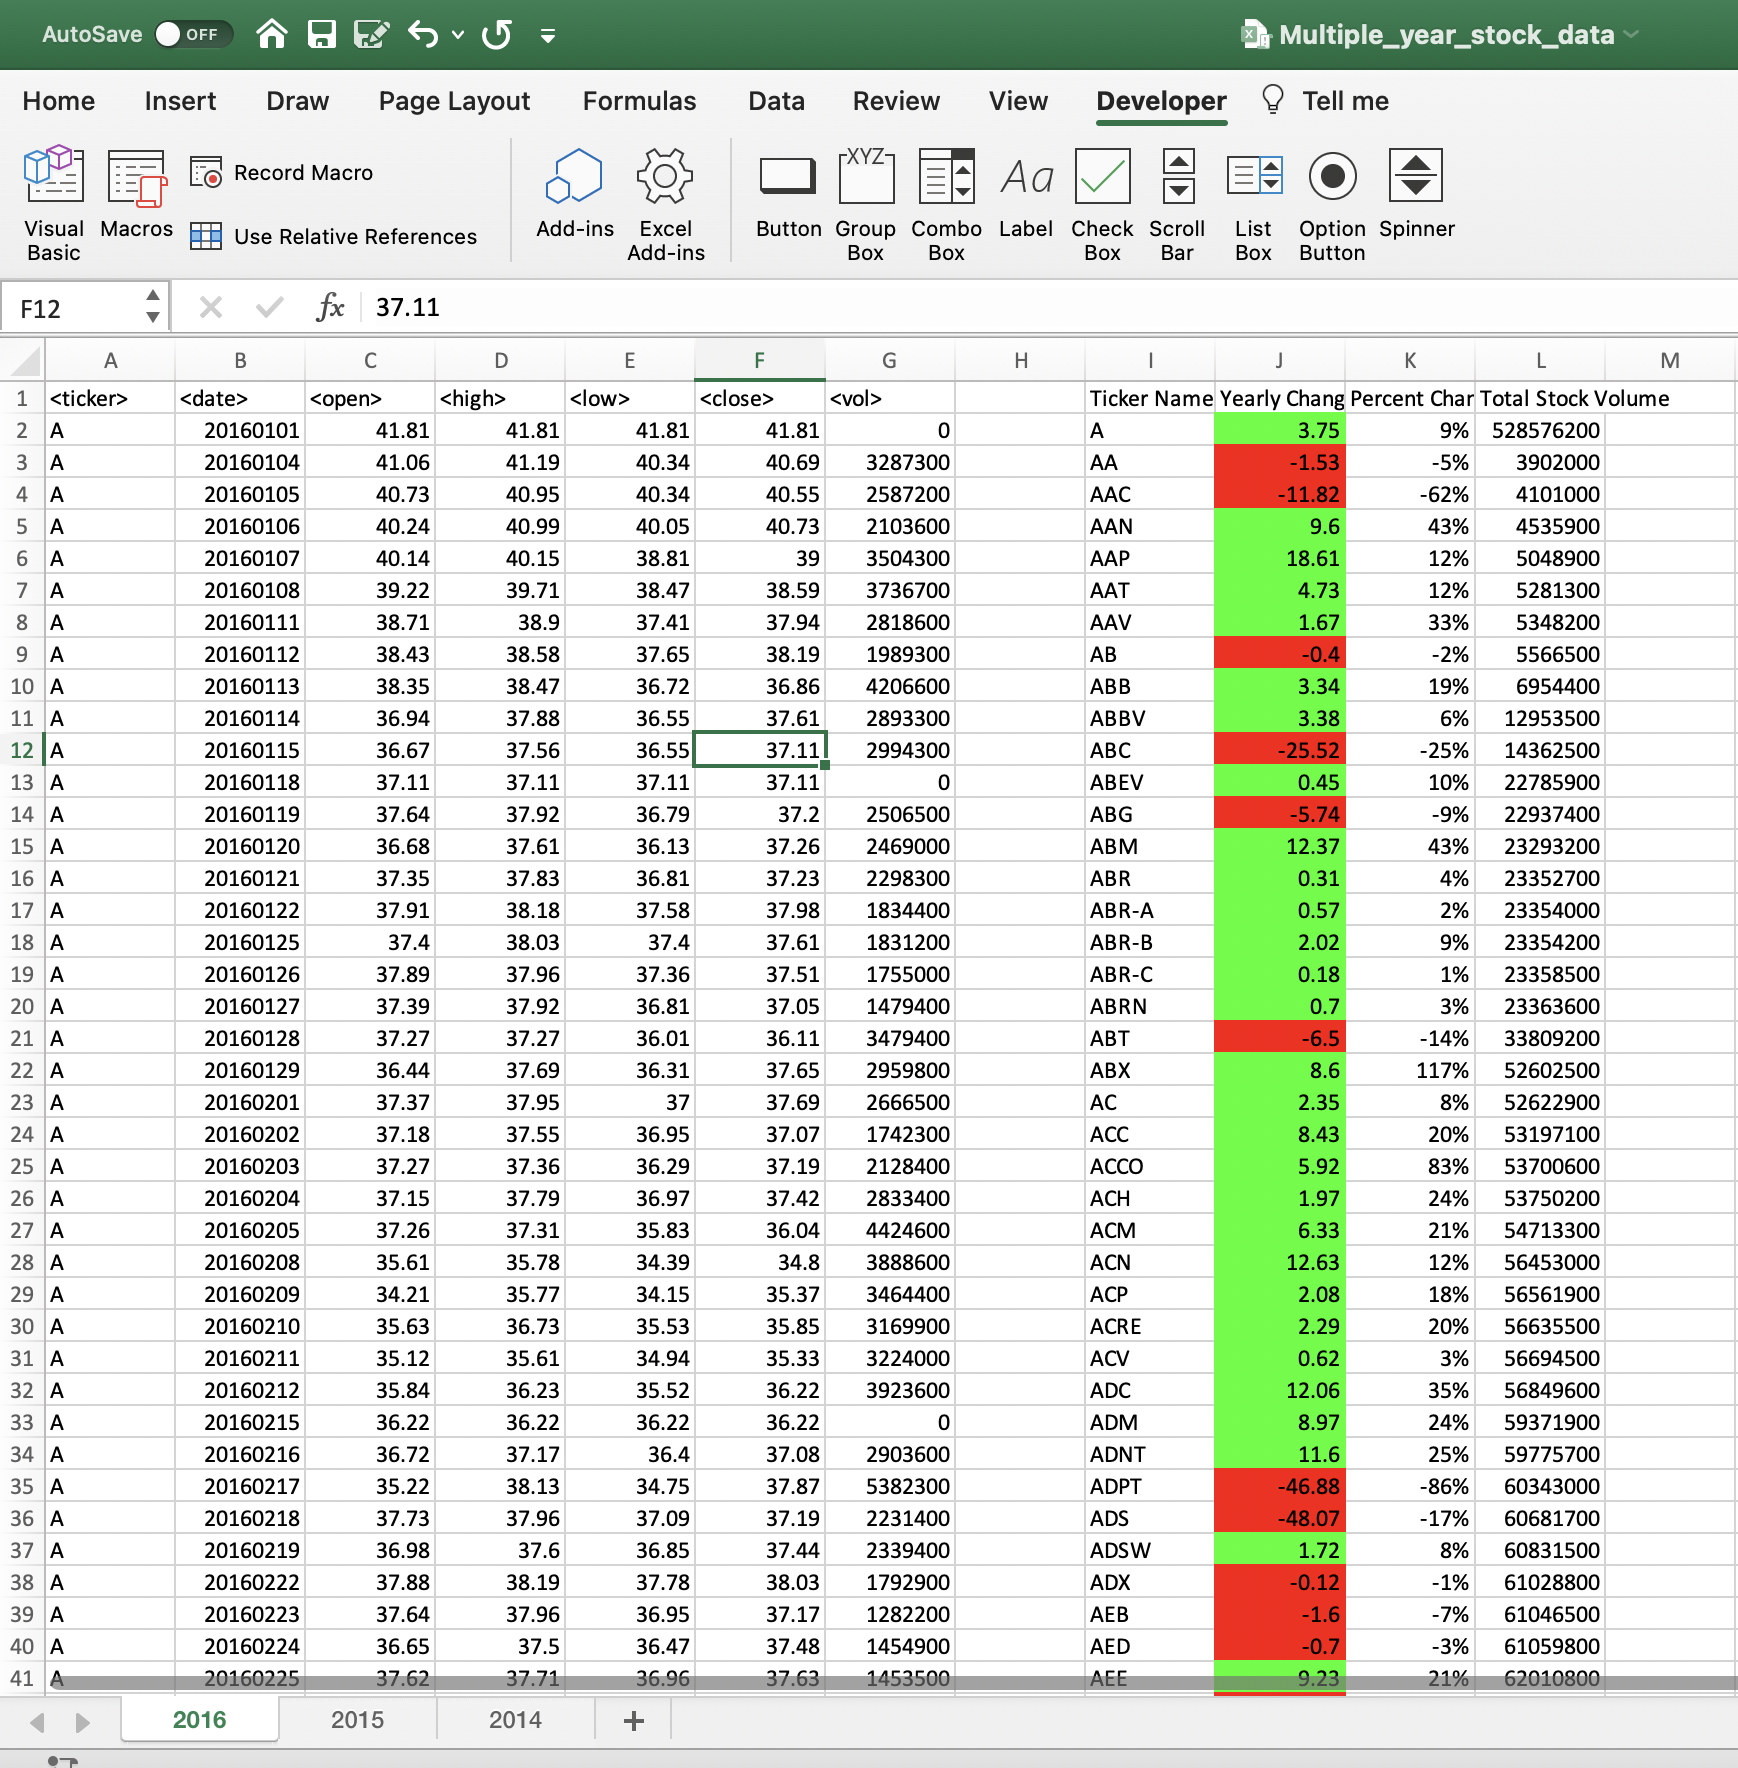 AutoSave OFF Multiple_year_stock_data
Home Insert Draw Page Layout Formulas Data Review View Developer Tell me
Visual Basic Macros Record Macro Use Relative References Add-ins Excel Add-ins Button Group Box XYZ Combo Box Aa Label Check Box Scroll Bar List Box Option Button Spinner
F12 fx 37.11
A B C D E F G H I J K L M
1 <ticker> <date> <open> <high> <low> <close> <vol> Ticker Name Yearly Chang Percent Char Total Stock Volume
2 A 20160101 41.81 41.81 41.81 41.81 0 A 3.75 9% 528576200
3 A 20160104 41.06 41.19 40.34 40.69 3287300 AA -1.53 -5% 3902000
4 A 20160105 40.73 40.95 40.34 40.55 2587200 AAC -11.82 -62% 4101000
5 A 20160106 40.24 40.99 40.05 40.73 2103600 AAN 9.6 43% 4535900
6 A 20160107 40.14 40.15 38.81 39 3504300 AAP 18.61 12% 5048900
7 A 20160108 39.22 39.71 38.47 38.59 3736700 AAT 4.73 12% 5281300
8 A 20160111 38.71 38.9 37.41 37.94 2818600 AAV 1.67 33% 5348200
9 A 20160112 38.43 38.58 37.65 38.19 1989300 AB -0.4 -2% 5566500
10 A 20160113 38.35 38.47 36.72 36.86 4206600 ABB 3.34 19% 6954400
11 A 20160114 36.94 37.88 36.55 37.61 2893300 ABBV 3.38 6% 12953500
12 A 20160115 36.67 37.56 36.55 37.11 2994300 ABC -25.52 -25% 14362500
13 A 20160118 37.11 37.11 37.11 37.11 0 ABEV 0.45 10% 22785900
14 A 20160119 37.64 37.92 36.79 37.2 2506500 ABG -5.74 -9% 22937400
15 A 20160120 36.68 37.61 36.13 37.26 2469000 ABM 12.37 43% 23293200
16 A 20160121 37.35 37.83 36.81 37.23 2298300 ABR 0.31 4% 23352700
17 A 20160122 37.91 38.18 37.58 37.98 1834400 ABR-A 0.57 2% 23354000
18 A 20160125 37.4 38.03 37.4 37.61 1831200 ABR-B 2.02 9% 23354200
19 A 20160126 37.89 37.96 37.36 37.51 1755000 ABR-C 0.18 1% 23358500
20 A 20160127 37.39 37.92 36.81 37.05 1479400 ABRN 0.7 3% 23363600
21 A 20160128 37.27 37.27 36.01 36.11 3479400 ABT -6.5 -14% 33809200
22 A 20160129 36.44 37.69 36.31 37.65 2959800 ABX 8.6 117% 52602500
23 A 20160201 37.37 37.95 37 37.69 2666500 AC 2.35 8% 52622900
24 A 20160202 37.18 37.55 36.95 37.07 1742300 ACC 8.43 20% 53197100
25 A 20160203 37.27 37.36 36.29 37.19 2128400 ACCO 5.92 83% 53700600
26 A 20160204 37.15 37.79 36.97 37.42 2833400 ACH 1.97 24% 53750200
27 A 20160205 37.26 37.31 35.83 36.04 4424600 ACM 6.33 21% 54713300
28 A 20160208 35.61 35.78 34.39 34.8 3888600 ACN 12.63 12% 56453000
29 A 20160209 34.21 35.77 34.15 35.37 3464400 ACP 2.08 18% 56561900
30 A 20160210 35.63 36.73 35.53 35.85 3169900 ACRE 2.29 20% 56635500
31 A 20160211 35.12 35.61 34.94 35.33 3224000 ACV 0.62 3% 56694500
32 A 20160212 35.84 36.23 35.52 36.22 3923600 ADC 12.06 35% 56849600
33 A 20160215 36.22 36.22 36.22 36.22 0 ADM 8.97 24% 59371900
34 A 20160216 36.72 37.17 36.4 37.08 2903600 ADNT 11.6 25% 59775700
35 A 20160217 35.22 38.13 34.75 37.87 5382300 ADPT -46.88 -86% 60343000
36 A 20160218 37.73 37.96 37.09 37.19 2231400 ADS -48.07 -17% 60681700
37 A 20160219 36.98 37.6 36.85 37.44 2339400 ADSW 1.72 8% 60831500
38 A 20160222 37.88 38.19 37.78 38.03 1792900 ADX -0.12 -1% 61028800
39 A 20160223 37.64 37.96 36.95 37.17 1282200 AEB -1.6 -7% 61046500
40 A 20160224 36.65 37.5 36.47 37.48 1454900 AED -0.7 -3% 61059800
41 A 20160225 37.62 37.71 36.96 37.63 1453500 AEE 9.23 21% 62010800
2016 2015 2014 +